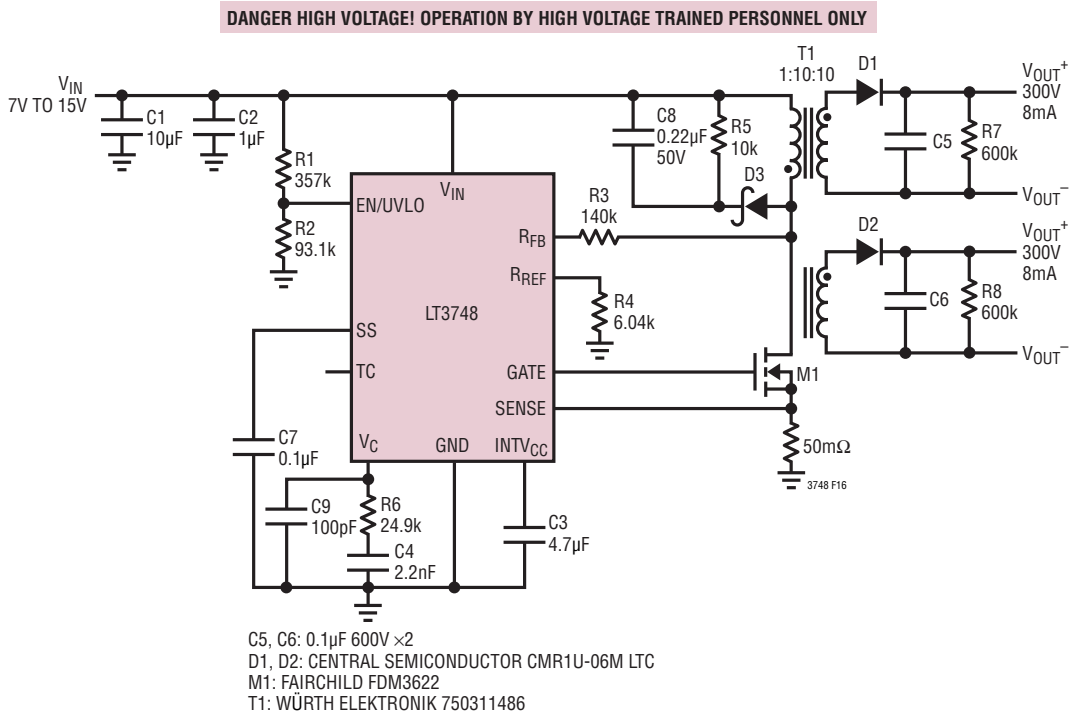 DANGER HIGH VOLTAGE! OPERATION BY HIGH VOLTAGE TRAINED PERSONNEL ONLY
VIN
7V TO 15V
C1
10µF
C2
1µF
R1
357k
R2
93.1k
C8
0.22µF
50V
R5
10k
D3
R3
140k
T1
1:10:10
D1
C5
R7
600k
VOUT+
300V
8mA
VOUT–
D2
C6
R8
600k
VOUT+
300V
8mA
VOUT–
VIN
EN/UVLO
RFB
RREF
LT3748
SS
TC
GATE
SENSE
VC
GND
INTVCC
R4
6.04k
M1
50mΩ
3748 F16
C7
0.1µF
C9
100pF
R6
24.9k
C4
2.2nF
C3
4.7µF
C5, C6: 0.1µF 600V ×2
D1, D2: CENTRAL SEMICONDUCTOR CMR1U-06M LTC
M1: FAIRCHILD FDM3622
T1: WÜRTH ELEKTRONIK 750311486